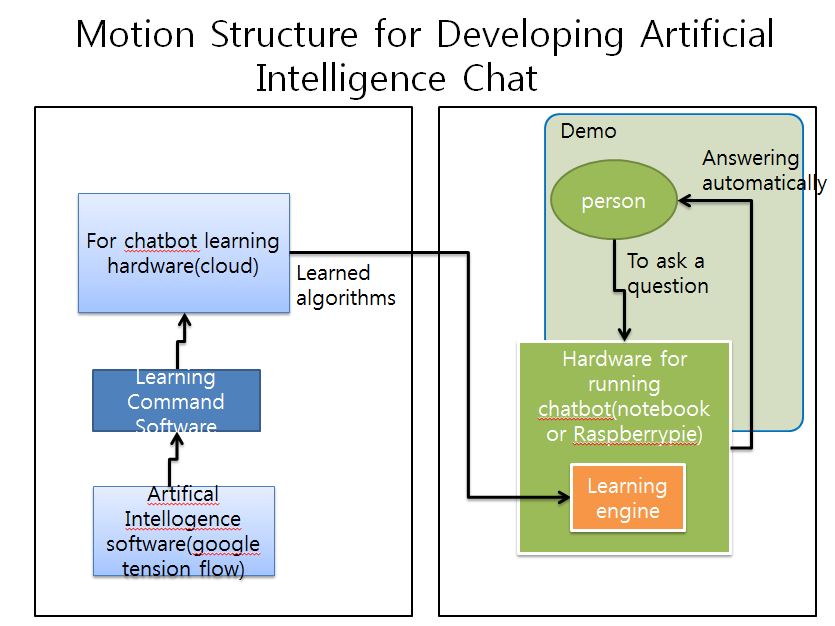 Motion Structure for Developing Artificial
Intelligence Chat
For chatbot learning
hardware(cloud)
Learned
algorithms
Learning
Command
Software
Artifical
Intellogence
software(google
tension flow)
Demo
person
Answering
automatically
To ask a
question
Hardware for
running
chatbot(notebook
or Raspberrypie)
Learning
engine